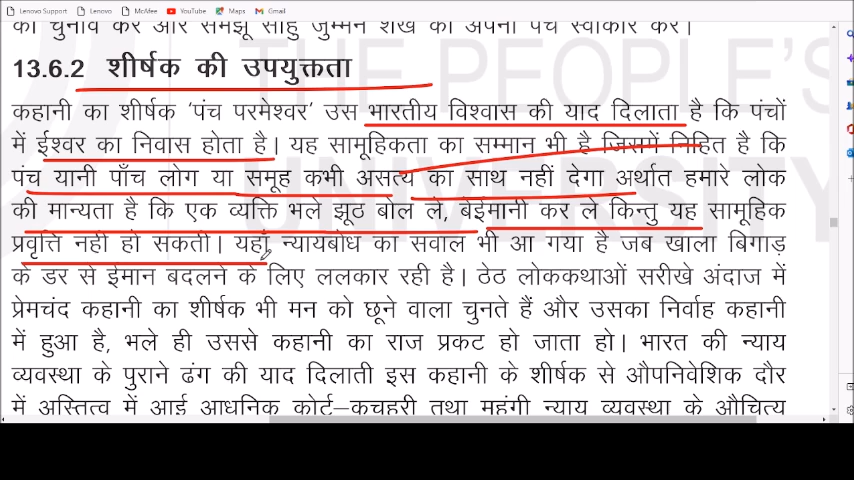 Lenovo Support Lenovo McAfee YouTube Maps Gmail
का चुनाव करें और समझू साहु जुम्मन शेख को अपना पंच स्वीकार करें।
13.6.2 शीर्षक की उपयुक्तता
कहानी का शीर्षक 'पंच परमेश्वर' उस भारतीय विश्वास की याद दिलाता है कि पंचों
में ईश्वर का निवास होता है। यह सामूहिकता का सम्मान भी है जिसमें निहित है कि
पंच यानी पाँच लोग या समूह कभी असत्य का साथ नहीं देगा अर्थात हमारे लोक
की मान्यता है कि एक व्यक्ति भले झूठ बोल ले, बेईमानी कर ले किन्तु यह सामूहिक
प्रवृत्ति नही हो सकती। यहाँ न्यायबोध का सवाल भी आ गया है जब खाला बिगाड़
के डर से ईमान बदलने के लिए ललकार रही है। ठेठ लोककथाओं सरीखे अंदाज में
प्रेमचंद कहानी का शीर्षक भी मन को छूने वाला चुनते हैं और उसका निर्वाह कहानी
में हुआ है, भले ही उससे कहानी का राज प्रकट हो जाता हो। भारत की न्याय
व्यवस्था के पुराने ढंग की याद दिलाती इस कहानी के शीर्षक से औपनिवेशिक दौर
में अस्तित्व में आई आधुनिक कोर्ट–कचहरी तथा महंगी न्याय व्यवस्था के औचित्य
THE PEOPLE'S
UNIVERSITY